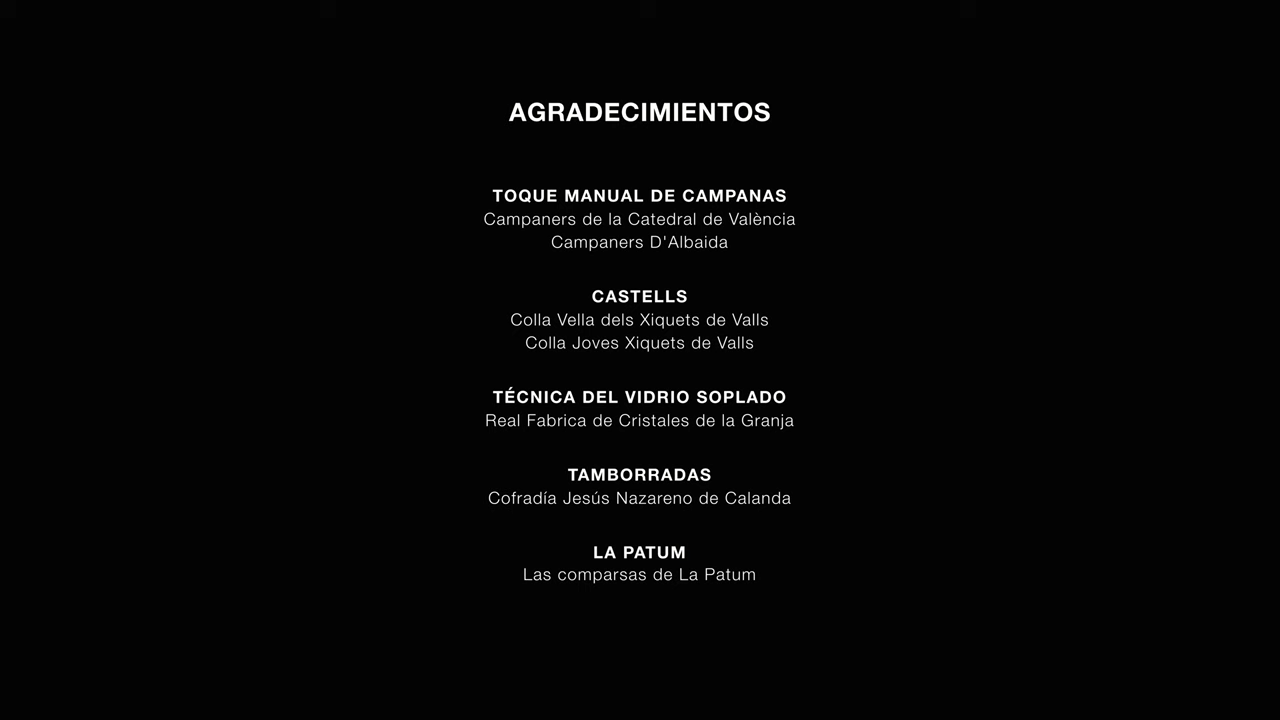 AGRADECIMIENTOS
TOQUE MANUAL DE CAMPANAS
Campaners de la Catedral de València
Campaners D'Albaida
CASTELLS
Colla Vella dels Xiquets de Valls
Colla Joves Xiquets de Valls
TÉCNICA DEL VIDRIO SOPLADO
Real Fabrica de Cristales de la Granja
TAMBORRADAS
Cofradía Jesús Nazareno de Calanda
LA PATUM
Las comparsas de La Patum